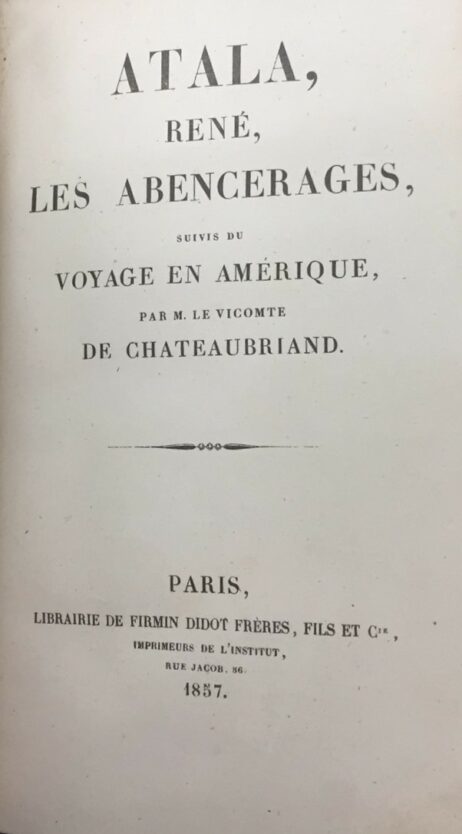 ATALA,
RENÉ,
LES ABENCERAGES,
SUIVIS DU
VOYAGE EN AMÉRIQUE,
PAR M. LE VICOMTE
DE CHATEAUBRIAND.
PARIS,
LIBRAIRIE DE FIRMIN DIDOT FRÈRES, FILS ET Cie,
IMPRIMEURS DE L'INSTITUT,
RUE JACOB, 56
1857.